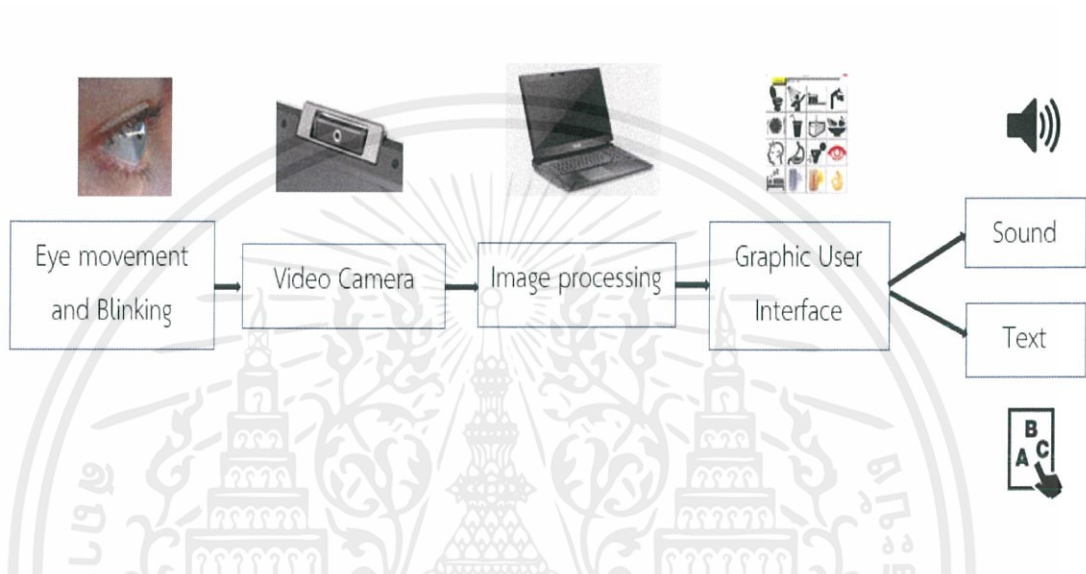 Eye movement
and Blinking
Video Camera
Image processing
Graphic User
Interface
Sound
Text
B
A C